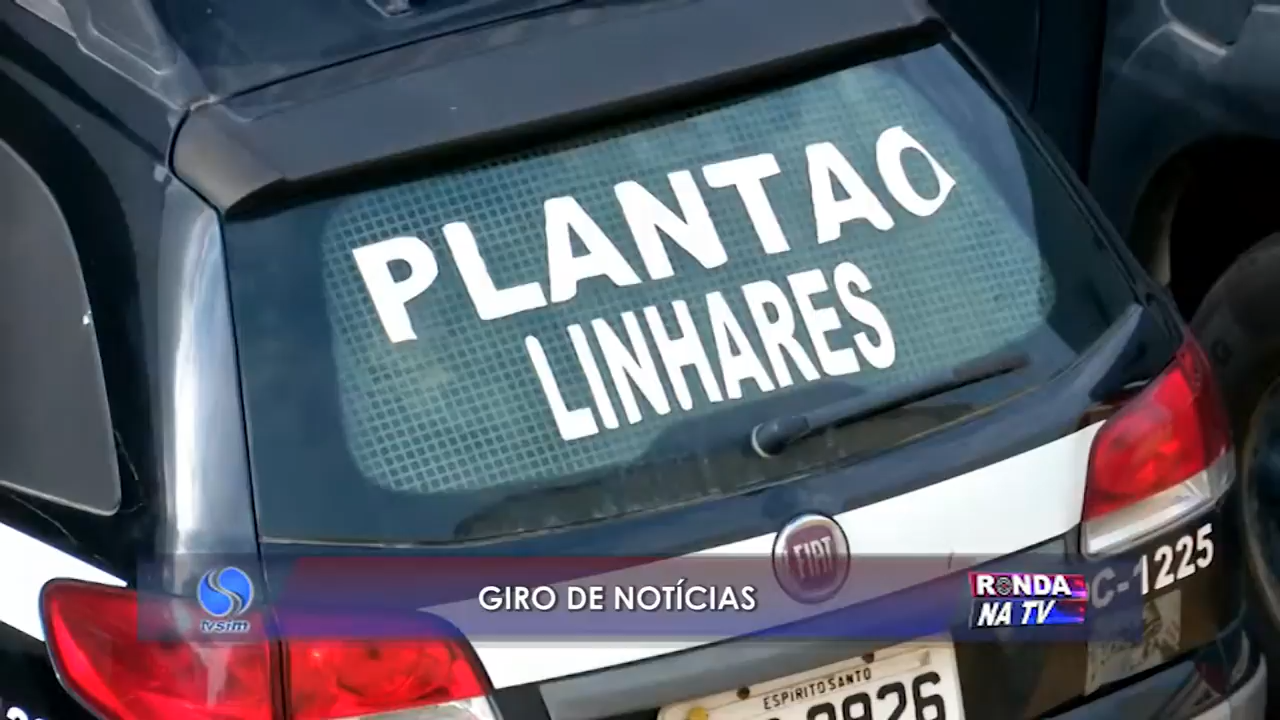 PLANTAO
LINHARES
FIAT
GIRO DE NOTÍCIAS
tvsim
RONDA
NA TV
C-1225
ESPIRITO SANTO